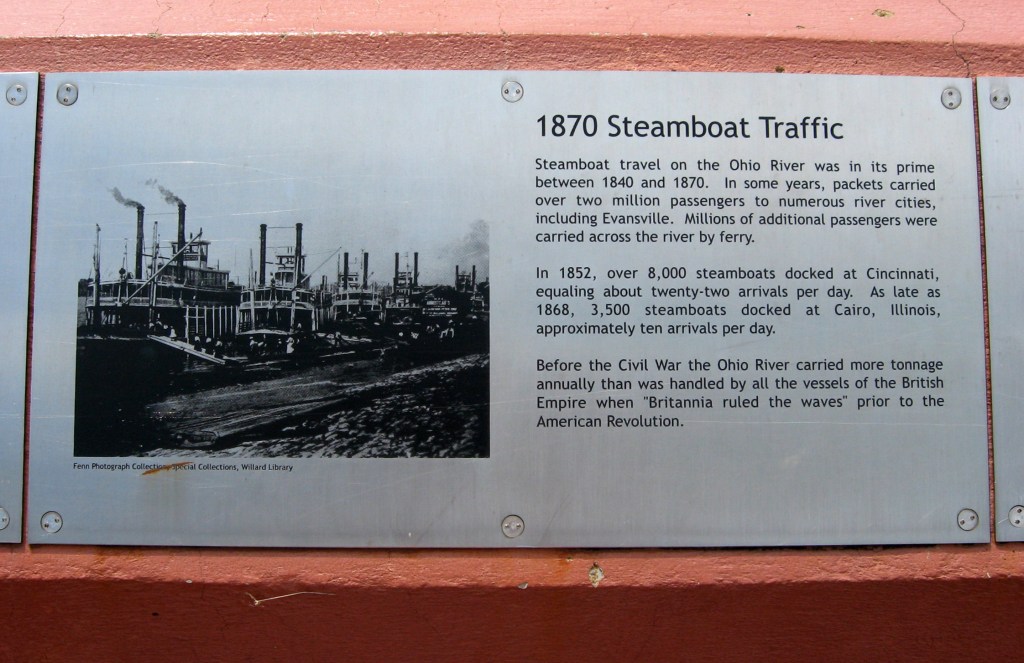 1870 Steamboat Traffic
Steamboat travel on the Ohio River was in its prime
between 1840 and 1870. In some years, packets carried
over two million passengers to numerous river cities,
including Evansville. Millions of additional passengers were
carried across the river by ferry.
In 1852, over 8,000 steamboats docked at Cincinnati,
equaling about twenty-two arrivals per day. As late as
1868, 3,500 steamboats docked at Cairo, Illinois,
approximately ten arrivals per day.
Before the Civil War the Ohio River carried more tonnage
annually than was handled by all the vessels of the British
Empire when "Britannia ruled the waves" prior to the
American Revolution.
Fenn Photograph Collection, Special Collections, Willard Library